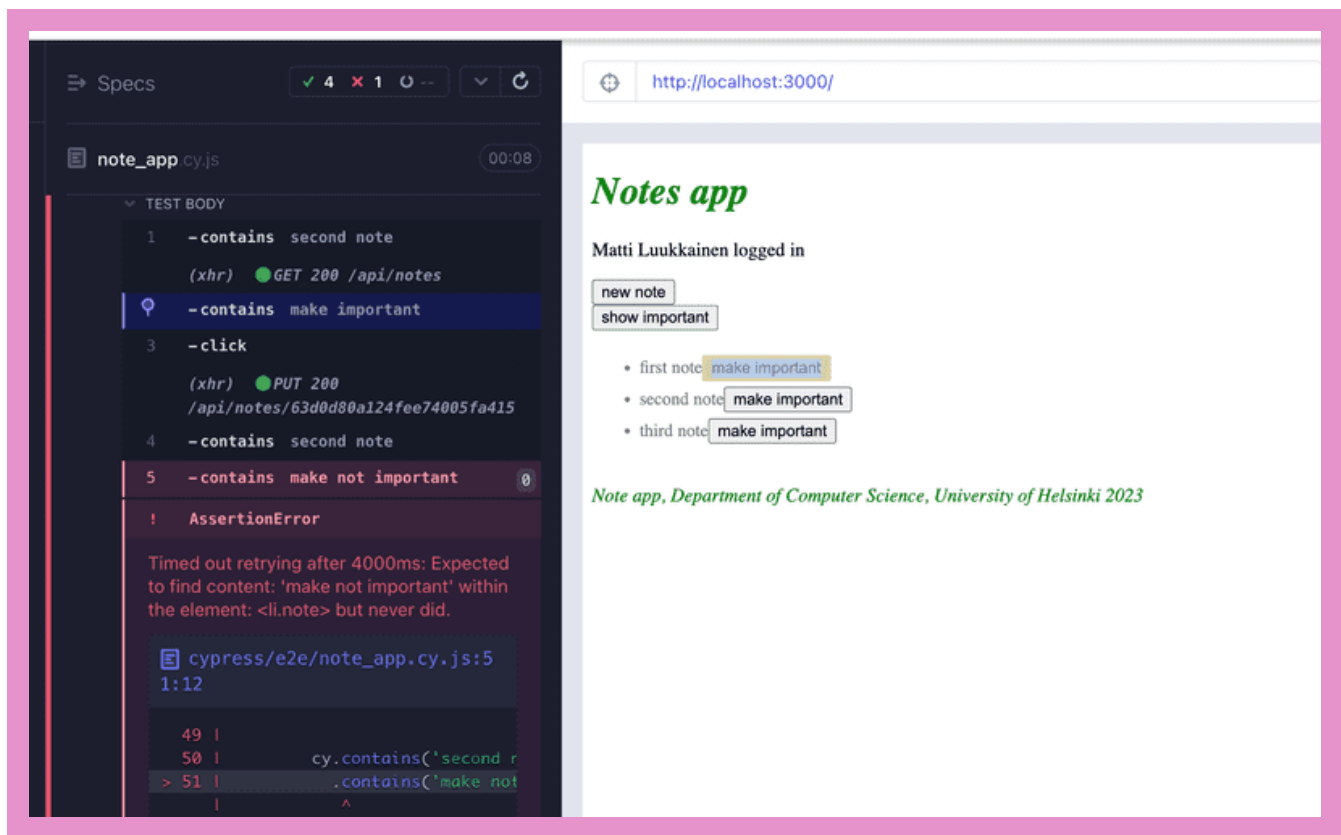 Specs
4 1 --
note_app.cy.js 00:08
TEST BODY
1 -contains second note
(xhr) GET 200 /api/notes
-contains make important
3 -click
(xhr) PUT 200
/api/notes/63d0d80a124fee74005fa415
4 -contains second note
5 -contains make not important 0
! AssertionError
Timed out retrying after 4000ms: Expected
to find content: 'make not important' within
the element: <li.note> but never did.
cypress/e2e/note_app.cy.js:5
1:12
49 |
50 | cy.contains('second
> 51 | .contains('make not
| ^
http://localhost:3000/
Notes app
Matti Luukkainen logged in
new note
show important
• first note make important
• second note make important
• third note make important
Note app, Department of Computer Science, University of Helsinki 2023